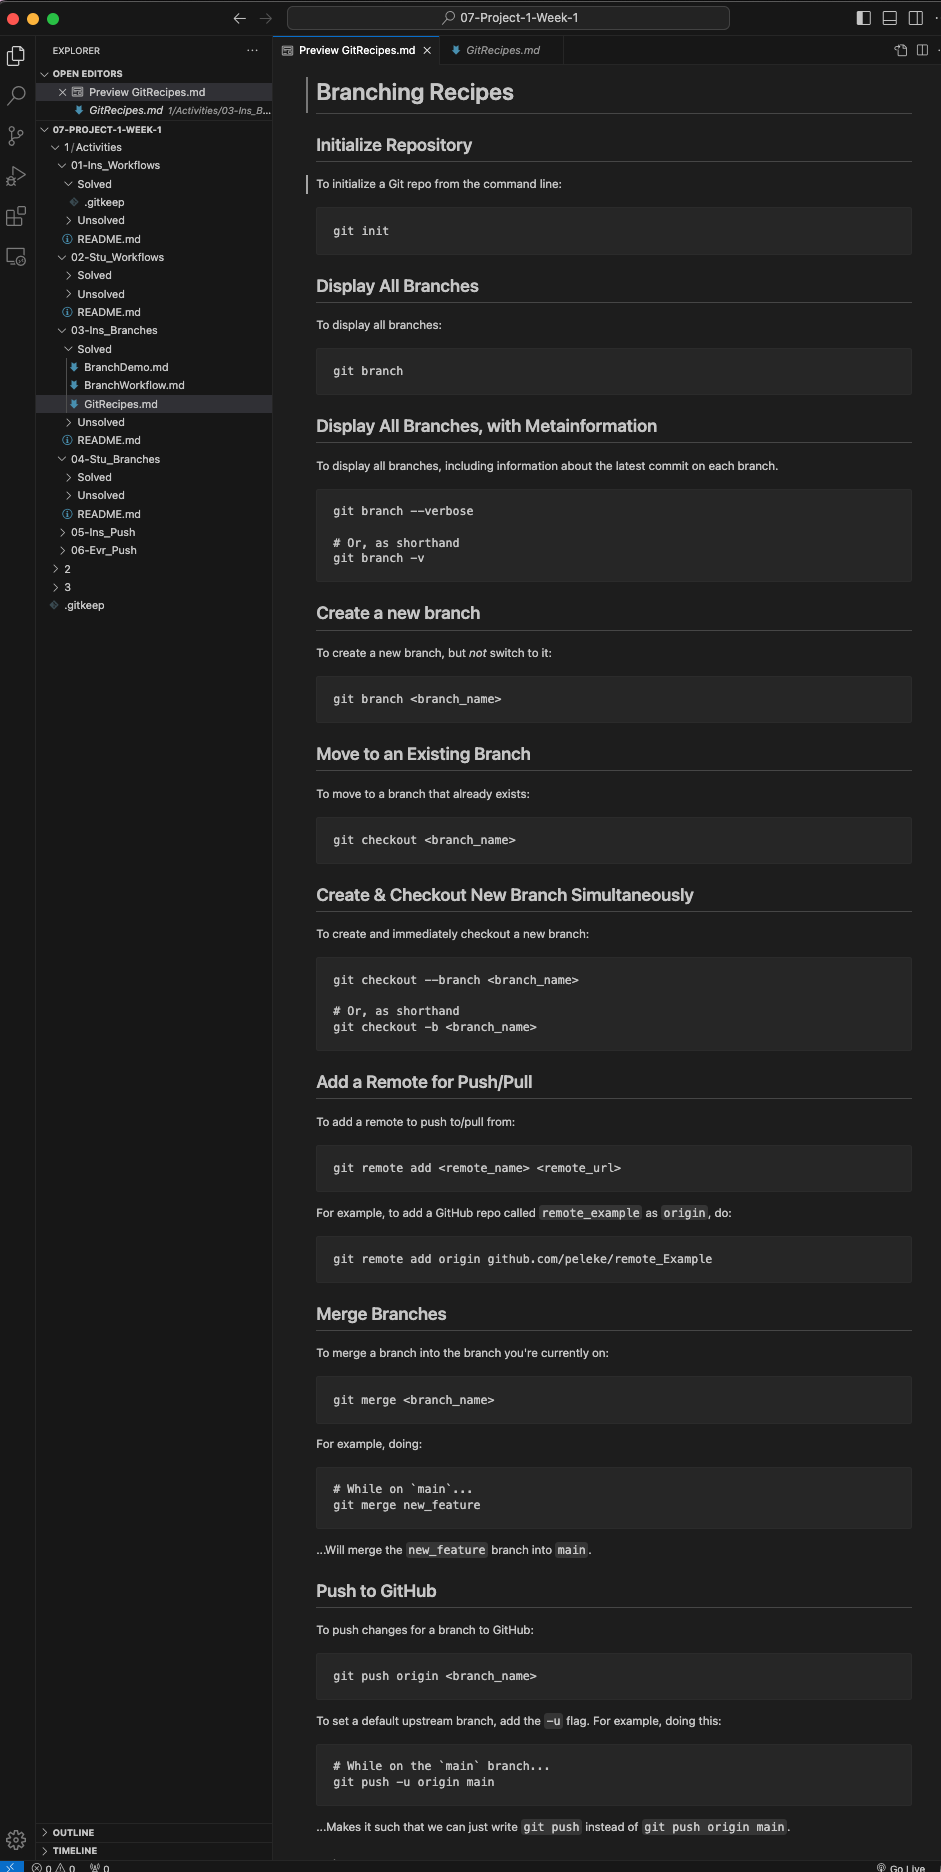 07-Project-1-Week-1
EXPLORER
Preview GitRecipes.md
GitRecipes.md
OPEN EDITORS
Preview GitRecipes.md
GitRecipes.md 1/Activities/03-Ins_B...
07-PROJECT-1-WEEK-1
1/Activities
01-Ins_Workflows
Solved
.gitkeep
Unsolved
README.md
02-Stu_Workflows
Solved
Unsolved
README.md
03-Ins_Branches
Solved
BranchDemo.md
BranchWorkflow.md
GitRecipes.md
Unsolved
README.md
04-Stu_Branches
Solved
Unsolved
README.md
05-Ins_Push
06-Evr_Push
2
3
.gitkeep
OUTLINE
TIMELINE
Branching Recipes
Initialize Repository
To initialize a Git repo from the command line:
git init
Display All Branches
To display all branches:
git branch
Display All Branches, with Metainformation
To display all branches, including information about the latest commit on each branch.
git branch --verbose
# Or, as shorthand
git branch -v
Create a new branch
To create a new branch, but not switch to it:
git branch <branch_name>
Move to an Existing Branch
To move to a branch that already exists:
git checkout <branch_name>
Create & Checkout New Branch Simultaneously
To create and immediately checkout a new branch:
git checkout --branch <branch_name>
# Or, as shorthand
git checkout -b <branch_name>
Add a Remote for Push/Pull
To add a remote to push to/pull from:
git remote add <remote_name> <remote_url>
For example, to add a GitHub repo called remote_example as origin, do:
git remote add origin github.com/peleke/remote_Example
Merge Branches
To merge a branch into the branch you're currently on:
git merge <branch_name>
For example, doing:
# While on `main`...
git merge new_feature
...Will merge the new_feature branch into main.
Push to GitHub
To push changes for a branch to GitHub:
git push origin <branch_name>
To set a default upstream branch, add the -u flag. For example, doing this:
# While on the `main` branch...
git push -u origin main
...Makes it such that we can just write git push instead of git push origin main.
0 0 0
Go Live